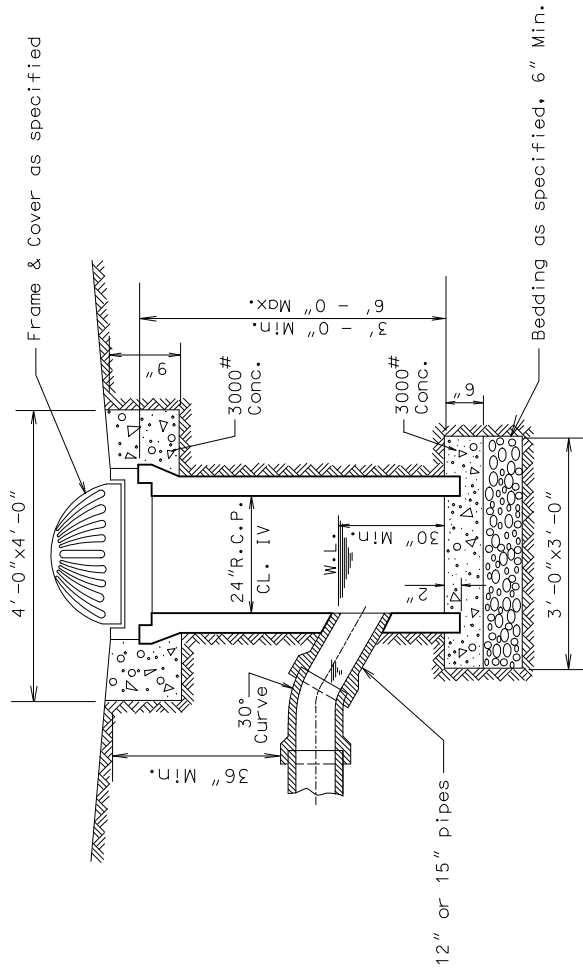 Frame & Cover as specified
4'-0"x4'-0"
9"
3000#
Conc.
3' - 0" Min.
6' - 0" Max.
24"R.C.P.
CL. IV
W.L.
30" Min.
30°
Curve
36" Min.
2"
3000#
Conc.
6"
12" or 15" pipes
3'-0"x3'-0"
Bedding as specified, 6" Min.